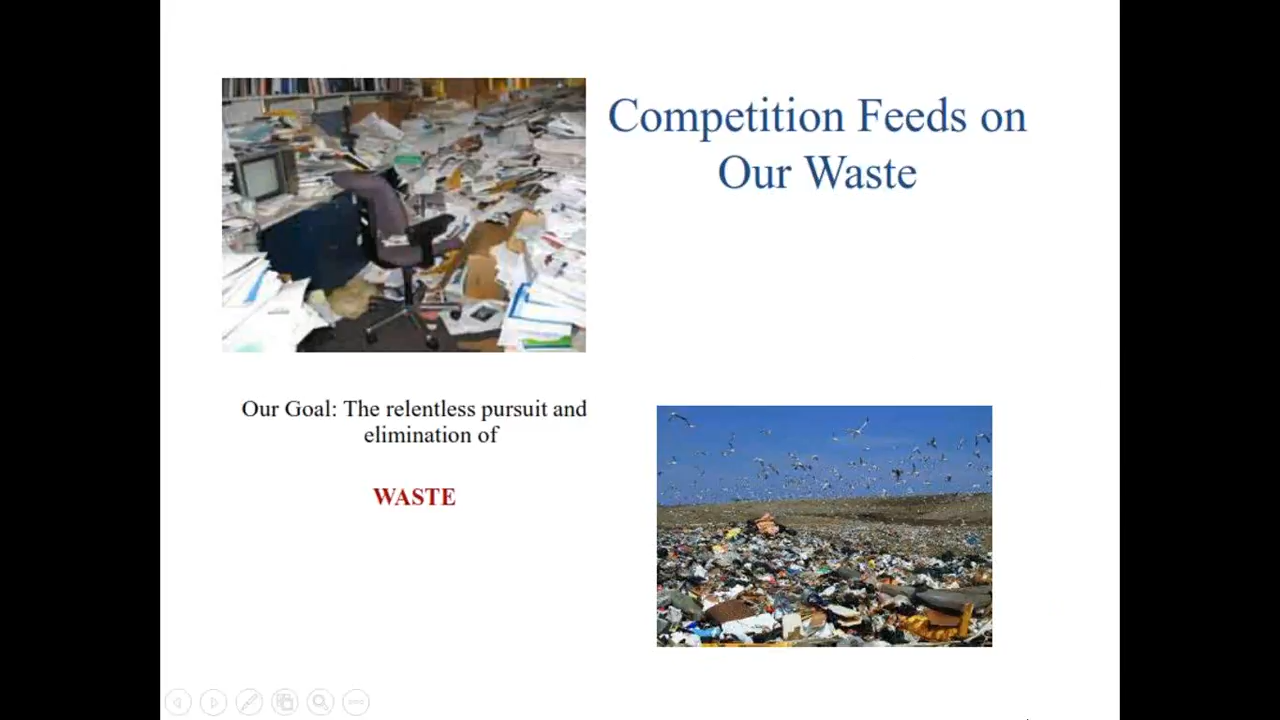 Competition Feeds on
Our Waste
Our Goal: The relentless pursuit and
elimination of
WASTE